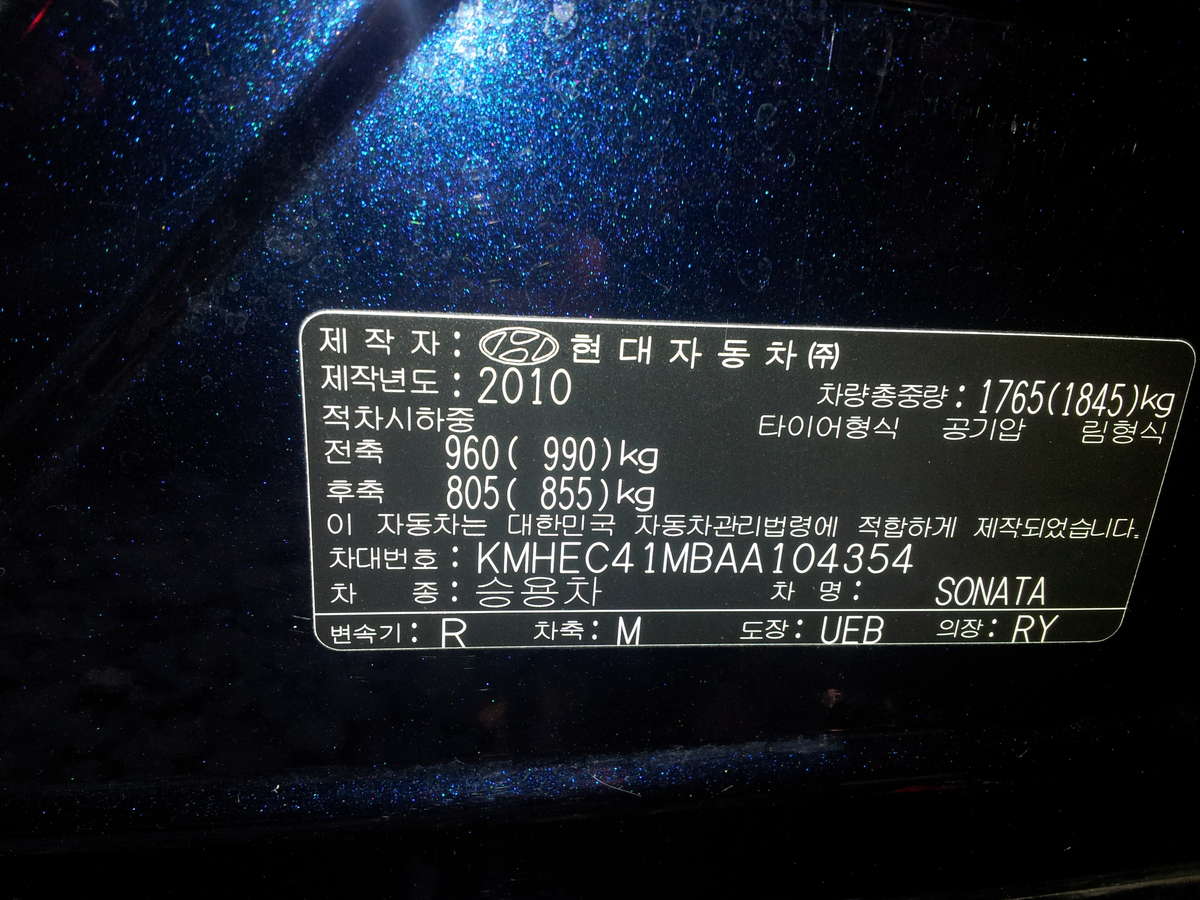 제작자 : 현대자동차㈜
제작년도 : 2010 차량총중량 : 1765(1845)kg
적차시하중 타이어형식 공기압 림형식
전축 960( 990)kg
후축 805( 855)kg
이 자동차는 대한민국 자동차관리법령에 적합하게 제작되었습니다.
차대번호 : KMHEC41MBAA104354
차 종 : 승용차 차 명 : SONATA
변속기 : R 차축 : M 도장 : UEB 의장 : RY